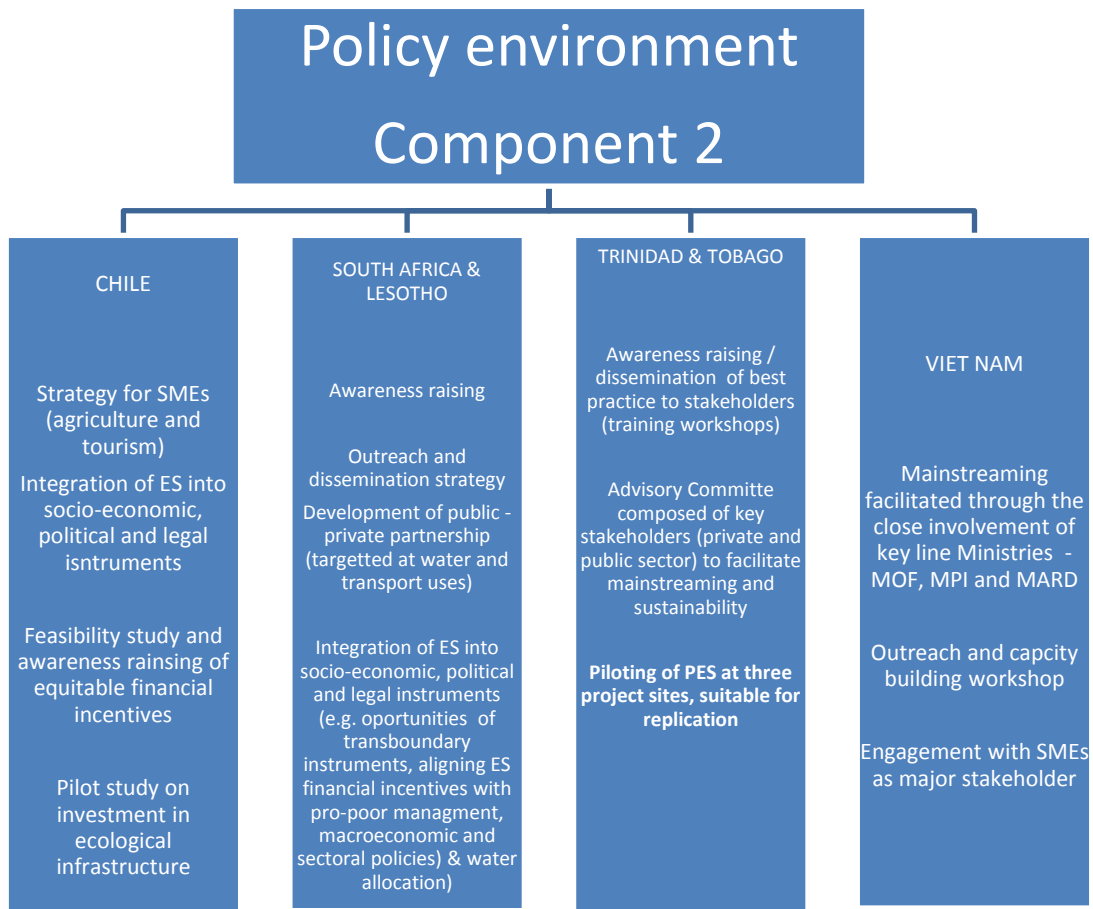 Policy environment
Component 2
CHILE
Strategy for SMEs
(agriculture and
tourism)
Integration of ES into
socio-economic,
political and legal
isntruments
Feasibility study and
awareness rainsing of
equitable financial
incentives
Pilot study on
investment in
ecological
infrastructure
SOUTH AFRICA &
LESOTHO
Awareness raising
Outreach and
dissemination strategy
Development of public -
private partnership
(targetted at water and
transport uses)
Integration of ES into
socio-economic, political
and legal instruments
(e.g. oportunities of
transboundary
instruments, aligning ES
financial incentives with
pro-poor managment,
macroeconomic and
sectoral policies) & water
allocation)
TRINIDAD & TOBAGO
Awareness raising /
dissemination of best
practice to stakeholders
(training workshops)
Advisory Committe
composed of key
stakeholders (private and
public sector) to facilitate
mainstreaming and
sustainability
Piloting of PES at three
project sites, suitable for
replication
VIET NAM
Mainstreaming
facilitated through the
close involvement of
key line Ministries -
MOF, MPI and MARD
Outreach and capcity
building workshop
Engagement with SMEs
as major stakeholder